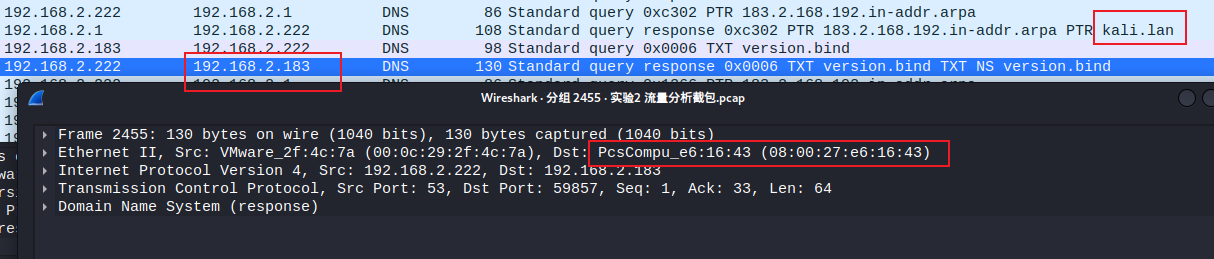 192.168.2.222 192.168.2.1 DNS 86 Standard query 0xc302 PTR 183.2.168.192.in-addr.arpa
192.168.2.1 192.168.2.222 DNS 108 Standard query response 0xc302 PTR 183.2.168.192.in-addr.arpa PTR kali.lan
192.168.2.183 192.168.2.222 DNS 98 Standard query 0x0006 TXT version.bind
192.168.2.222 192.168.2.183 DNS 130 Standard query response 0x0006 TXT version.bind TXT NS version.bind
Wireshark · 分组 2455 · 实验2 流量分析截包.pcap
Frame 2455: 130 bytes on wire (1040 bits), 130 bytes captured (1040 bits)
Ethernet II, Src: VMware_2f:4c:7a (00:0c:29:2f:4c:7a), Dst: PcsCompu_e6:16:43 (08:00:27:e6:16:43)
Internet Protocol Version 4, Src: 192.168.2.222, Dst: 192.168.2.183
Transmission Control Protocol, Src Port: 53, Dst Port: 59857, Seq: 1, Ack: 33, Len: 64
Domain Name System (response)